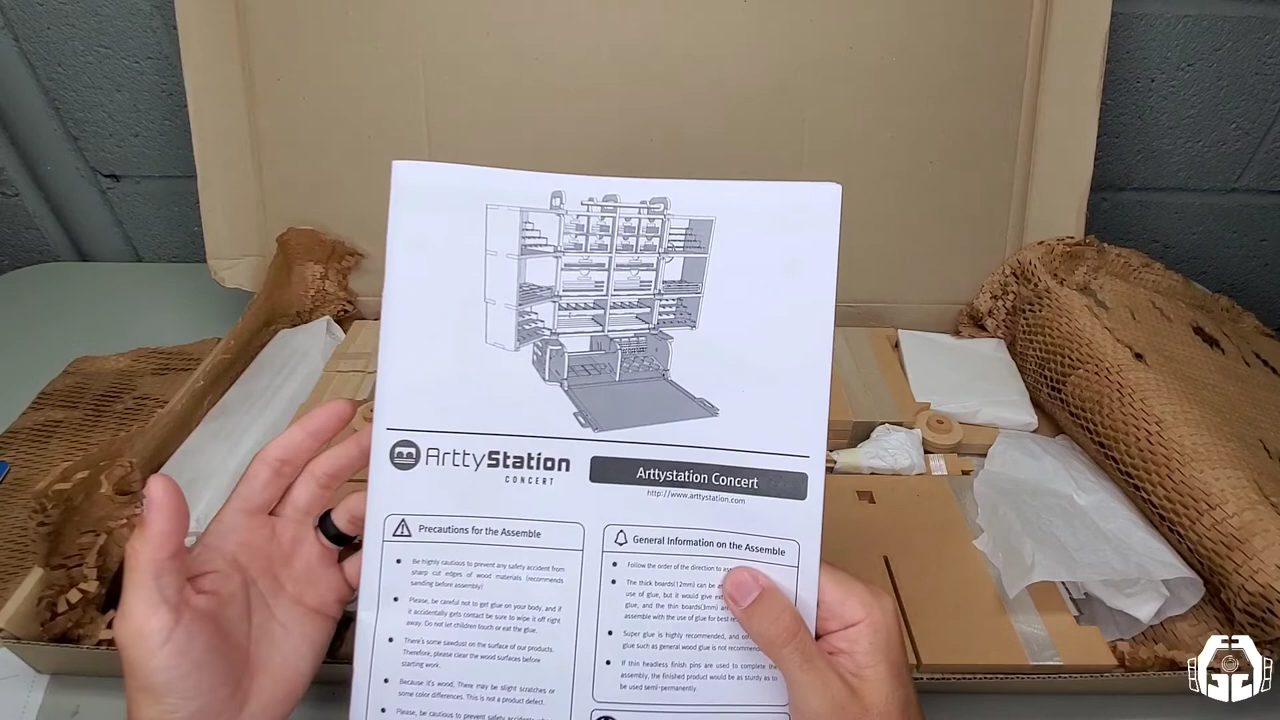 ArttyStation
CONCERT
Arttystation Concert
http://www.arttystation.com
Precautions for the Assemble
Be highly cautious to prevent any safety accident from
sharp cut edges of wood materials (recommends
sanding before assembly)
Please, be careful not to get glue on your body, and if
it accidentally gets contact be sure to wipe it off right
away. Do not let children touch or eat the glue.
There's some sawdust on the surface of our products.
Therefore, please clear the wood surfaces before
starting work.
Because it's wood, There may be slight scratches or
some color differences. This is not a product defect.
Please, be cautious to prevent safety
General Information on the Assemble
Follow the order of the direction to
The thick boards(12mm) can be
use of glue, but it would give
glue, and the thin boards(3mm)
assemble with the use of glue for best
Super glue is highly recommended, and
glue such as general wood glue is not
If thin headless finish pins are used to complete the
assembly, the finished product would be as sturdy as to
be used semi-permanently.